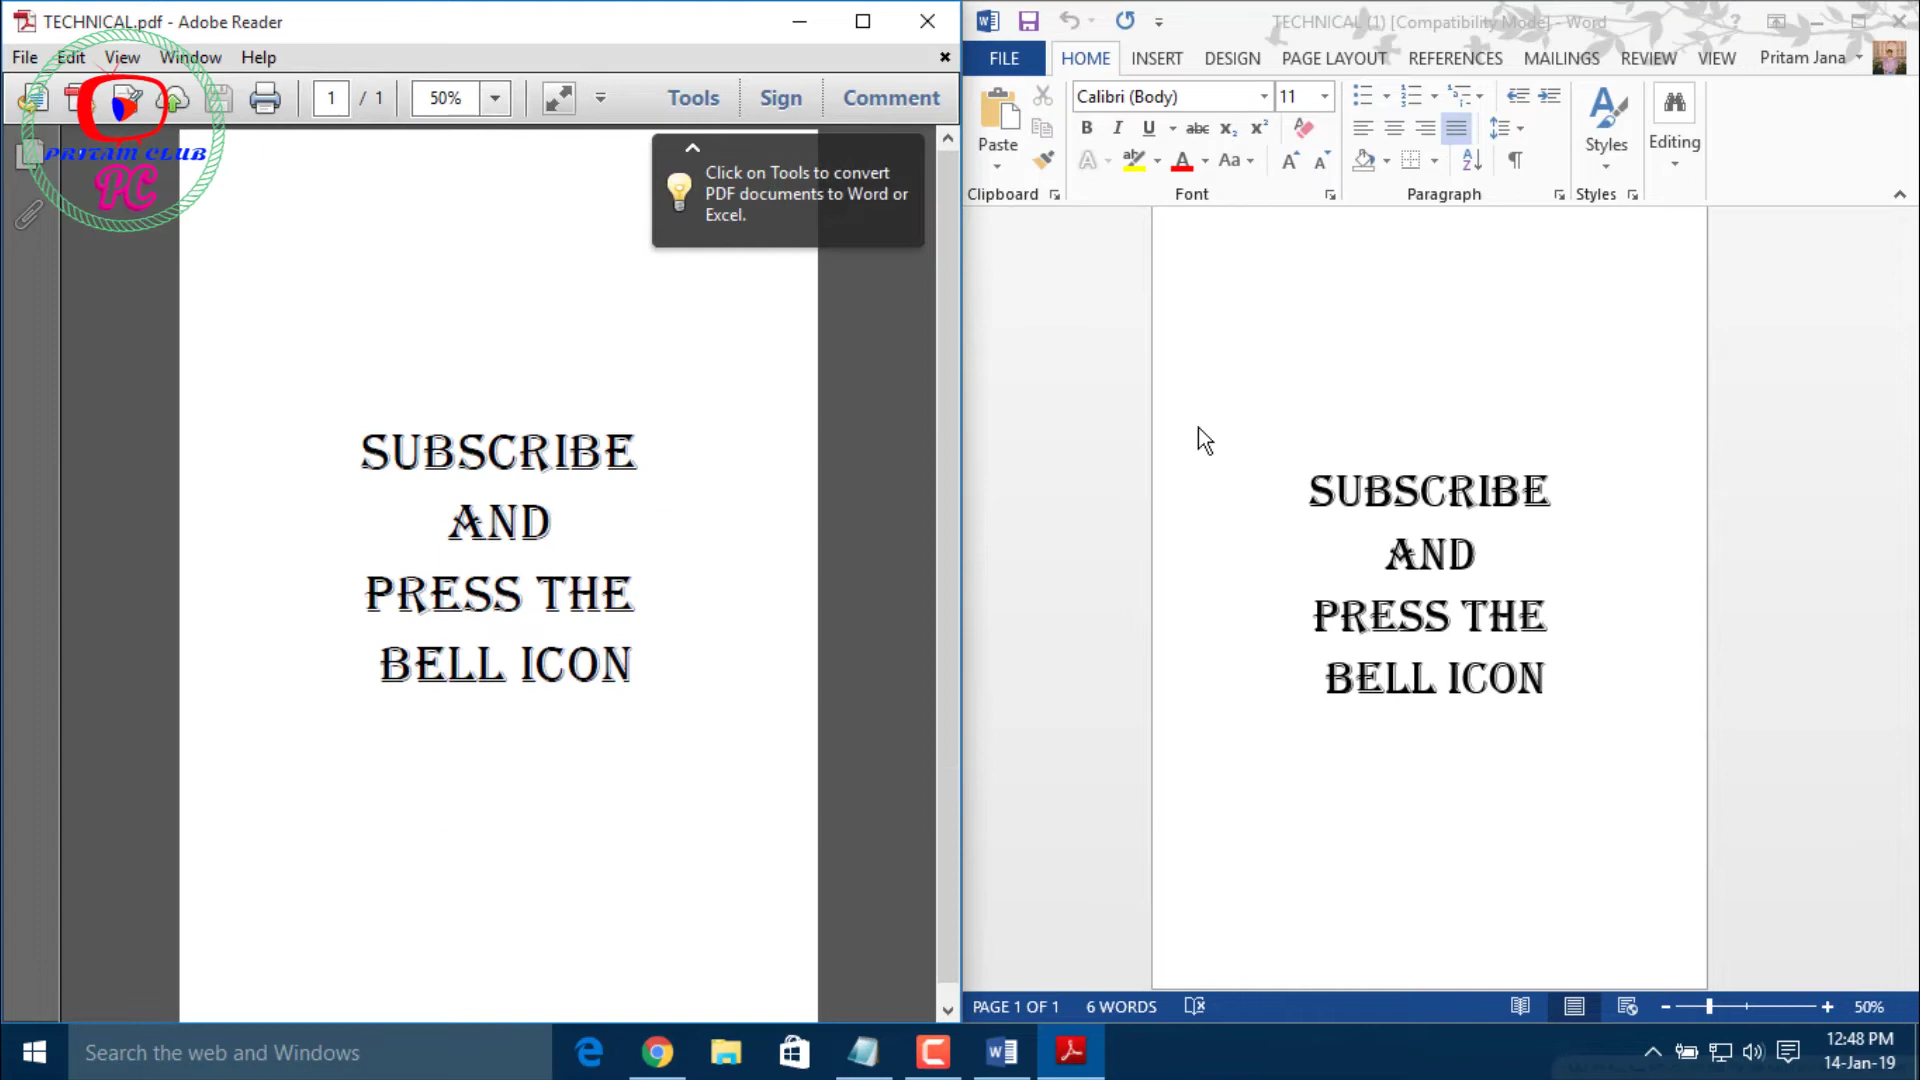 TECHNICAL.pdf - Adobe Reader
File Edit View Window Help
1 / 1
50%
Tools
Sign
Comment
PRITAM CLUB
PC
Click on Tools to convert
PDF documents to Word or
Excel.
SUBSCRIBE
AND
PRESS THE
BELL ICON
TECHNICAL (1) [Compatibility Mode] - Word
FILE HOME INSERT DESIGN PAGE LAYOUT REFERENCES MAILINGS REVIEW VIEW Pritam Jana
Calibri (Body) 11
Paste
Styles
Editing
Clipboard Font Paragraph Styles
SUBSCRIBE
AND
PRESS THE
BELL ICON
PAGE 1 OF 1 6 WORDS 50%
Search the web and Windows
12:48 PM
14-Jan-19